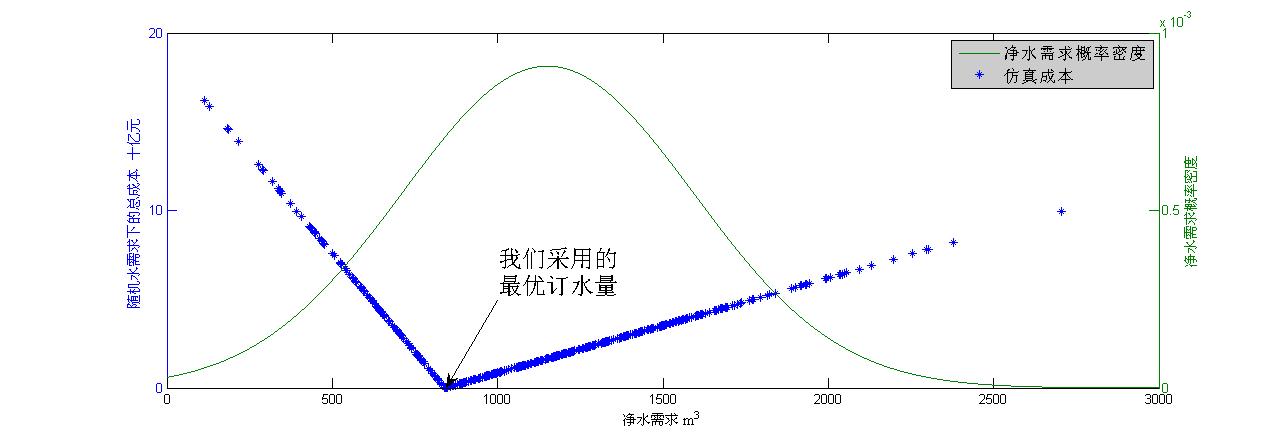 x 10-3
20
1
净水需求概率密度
仿真成本
随机水需求下的总成本 十亿元
10
0.5
净水需求概率密度
我们采用的
最优订水量
0
0
0
500
1000
1500
2000
2500
3000
净水需求 m3